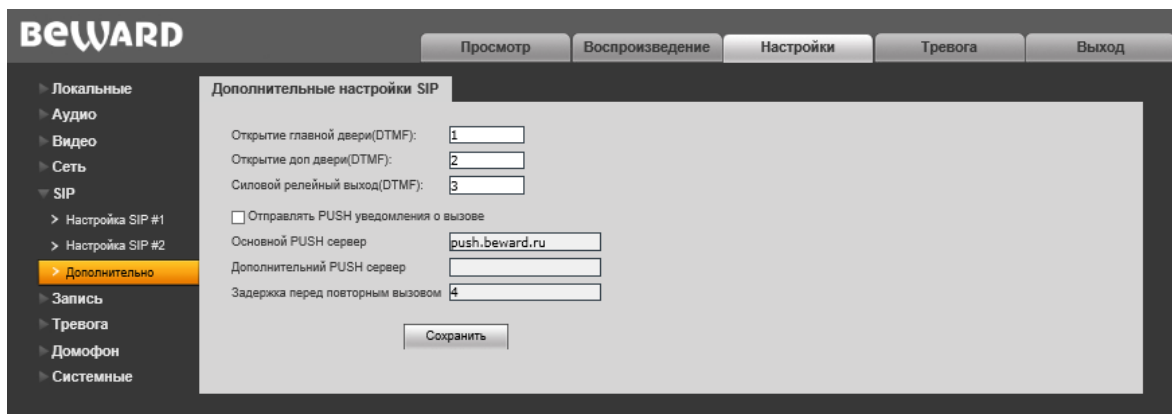 BEWARD
Просмотр
Воспроизведение
Настройки
Тревога
Выход
Локальные
Аудио
Видео
Сеть
SIP
> Настройка SIP #1
> Настройка SIP #2
> Дополнительно
Запись
Тревога
Домофон
Системные
Дополнительные настройки SIP
Открытие главной двери(DTMF): 1
Открытие доп двери(DTMF): 2
Силовой релейный выход(DTMF): 3
Отправлять PUSH уведомления о вызове
Основной PUSH сервер push.beward.ru
Дополнительний PUSH сервер
Задержка перед повторным вызовом 4
Сохранить